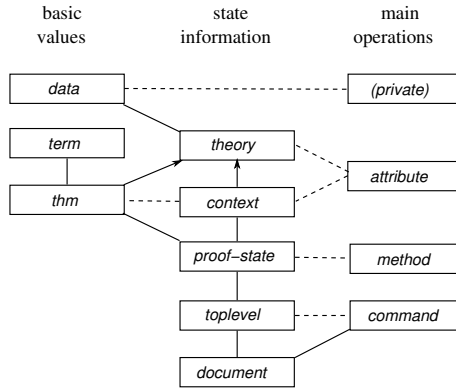 basic values
state information
main operations
data
(private)
term
theory
attribute
thm
context
proof−state
method
toplevel
command
document